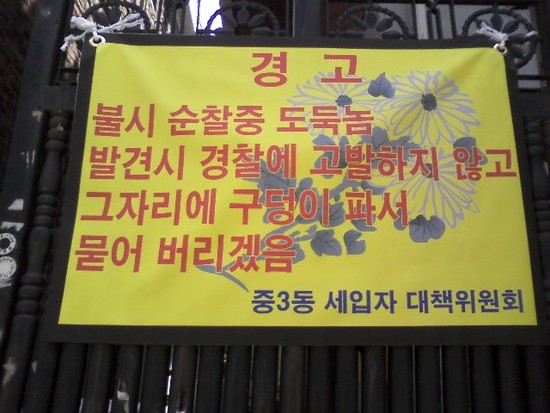 경 고
불시 순찰중 도둑놈
발견시 경찰에 고발하지 않고
그자리에 구덩이 파서
묻어 버리겠음
중3동 세입자 대책위원회